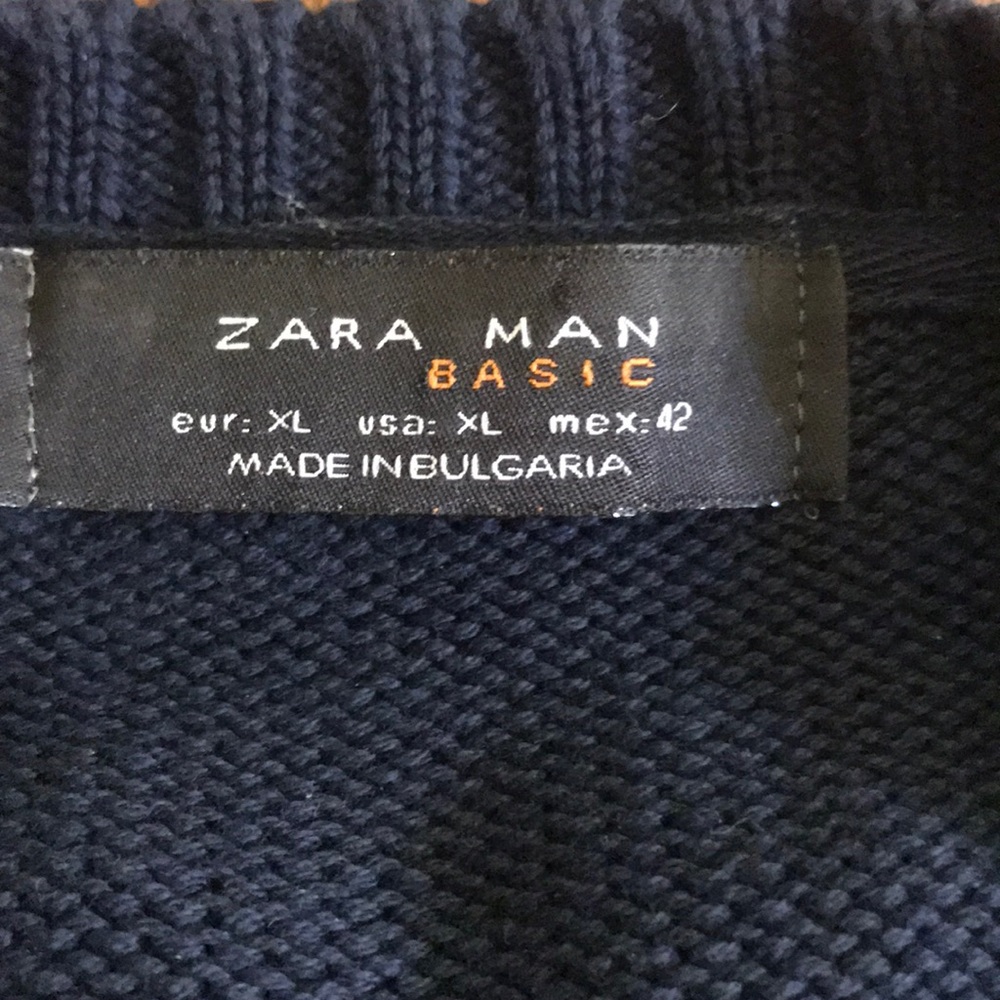 ZARA MAN
BASIC
eur: XL usa: XL mex: 42
MADE IN BULGARIA